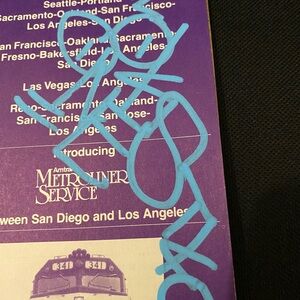 Seattle-Portland-
Sacramento-Oakland-San Francisco-
Los Angeles-San Diego
San Francisco-Oakland-Sacramento-
Fresno-Bakersfield-Los Angeles-
San Diego
Las Vegas-Los Angeles
Reno-Sacramento-Oakland-
San Francisco-San Jose-
Los Angeles
Introducing
Amtrak
METROLINER
SERVICE
ween San Diego and Los Angeles
341 341